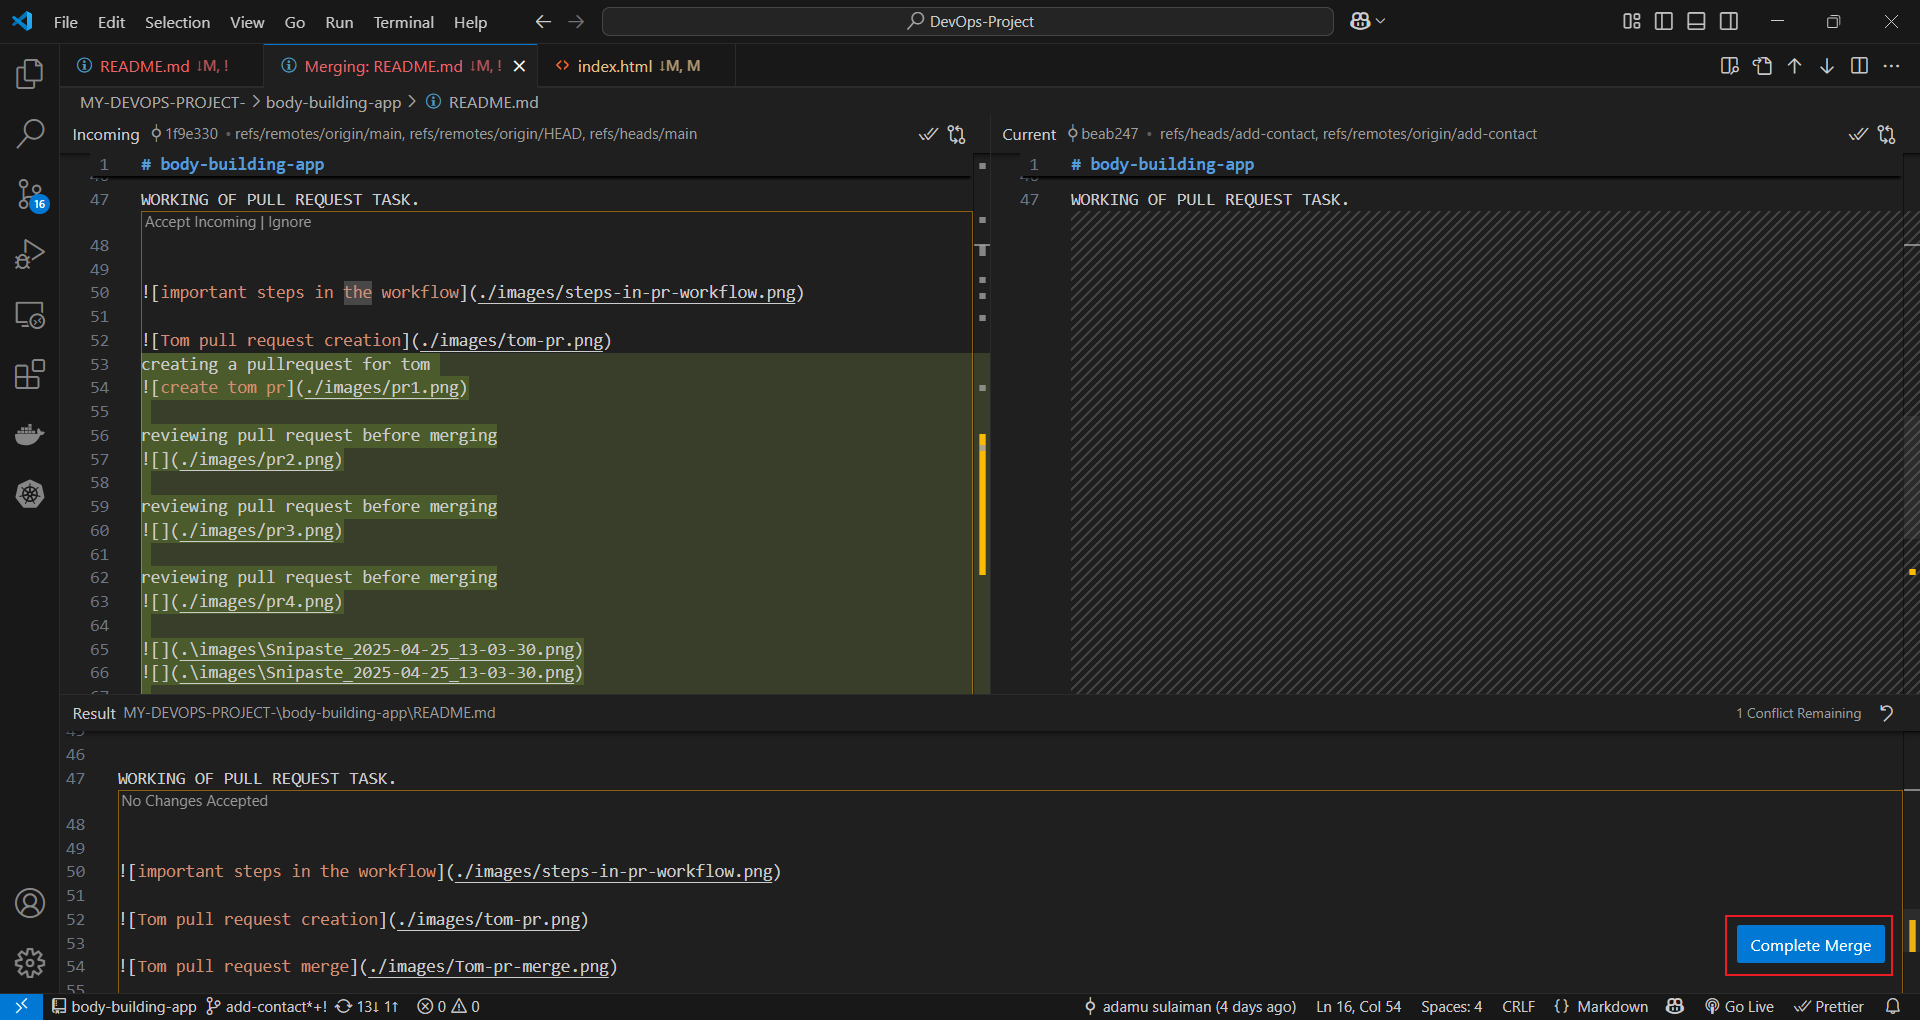 File Edit Selection View Go Run Terminal Help DevOps-Project
README.md ↓M, ! Merging: README.md ↓M, ! index.html ↓M, M
MY-DEVOPS-PROJECT- > body-building-app > README.md
Incoming 1f9e330 • refs/remotes/origin/main, refs/remotes/origin/HEAD, refs/heads/main
1 # body-building-app
47 WORKING OF PULL REQUEST TASK.
Accept Incoming | Ignore
48
49
50 ![important steps in the workflow](./images/steps-in-pr-workflow.png)
51
52 ![Tom pull request creation](./images/tom-pr.png)
53 creating a pullrequest for tom
54 ![create tom pr](./images/pr1.png)
55
56 reviewing pull request before merging
57 ![](./images/pr2.png)
58
59 reviewing pull request before merging
60 ![](./images/pr3.png)
61
62 reviewing pull request before merging
63 ![](./images/pr4.png)
64
65 ![](.\images\Snipaste_2025-04-25_13-03-30.png)
66 ![](.\images\Snipaste_2025-04-25_13-03-30.png)
Current beab247 • refs/heads/add-contact, refs/remotes/origin/add-contact
1 # body-building-app
47 WORKING OF PULL REQUEST TASK.
16
Result MY-DEVOPS-PROJECT-\body-building-app\README.md 1 Conflict Remaining
46
47 WORKING OF PULL REQUEST TASK.
No Changes Accepted
48
49
50 ![important steps in the workflow](./images/steps-in-pr-workflow.png)
51
52 ![Tom pull request creation](./images/tom-pr.png)
53
54 ![Tom pull request merge](./images/Tom-pr-merge.png)
55
Complete Merge
body-building-app add-contact*+! 13↓ 1↑ 0 0 adamu sulaiman (4 days ago) Ln 16, Col 54 Spaces: 4 CRLF {} Markdown Go Live Prettier